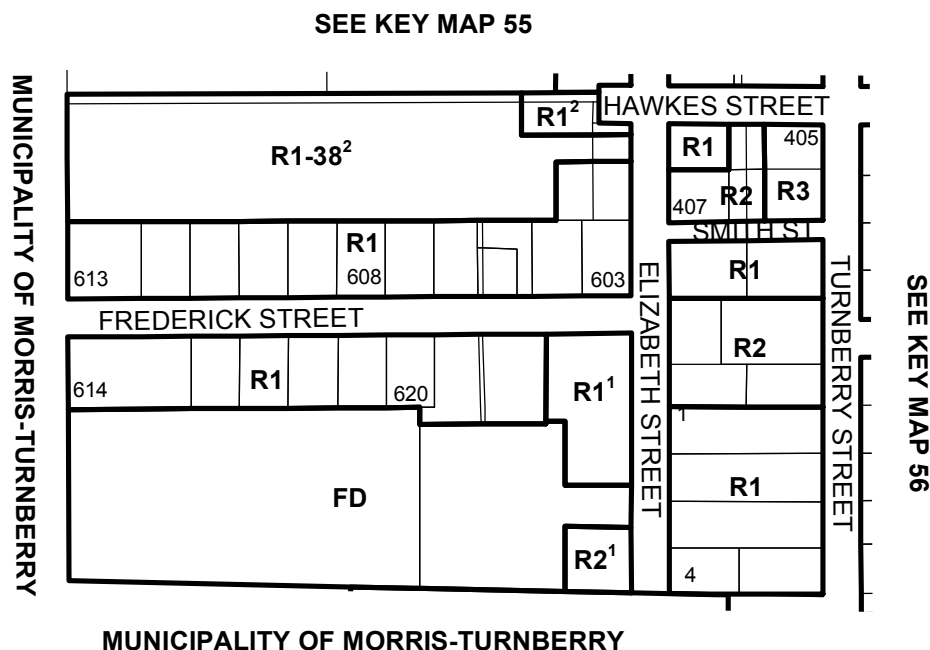 SEE KEY MAP 55
MUNICIPALITY OF MORRIS-TURNBERRY
HAWKES STREET
R1²
R1-38²
R1
405
R2
R3
407
SMITH ST
R1
613
608
603
R1
FREDERICK STREET
ELIZABETH STREET
TURNBERRY STREET
SEE KEY MAP 56
R2
614
R1
620
R1¹
1
R1
FD
R2¹
4
MUNICIPALITY OF MORRIS-TURNBERRY